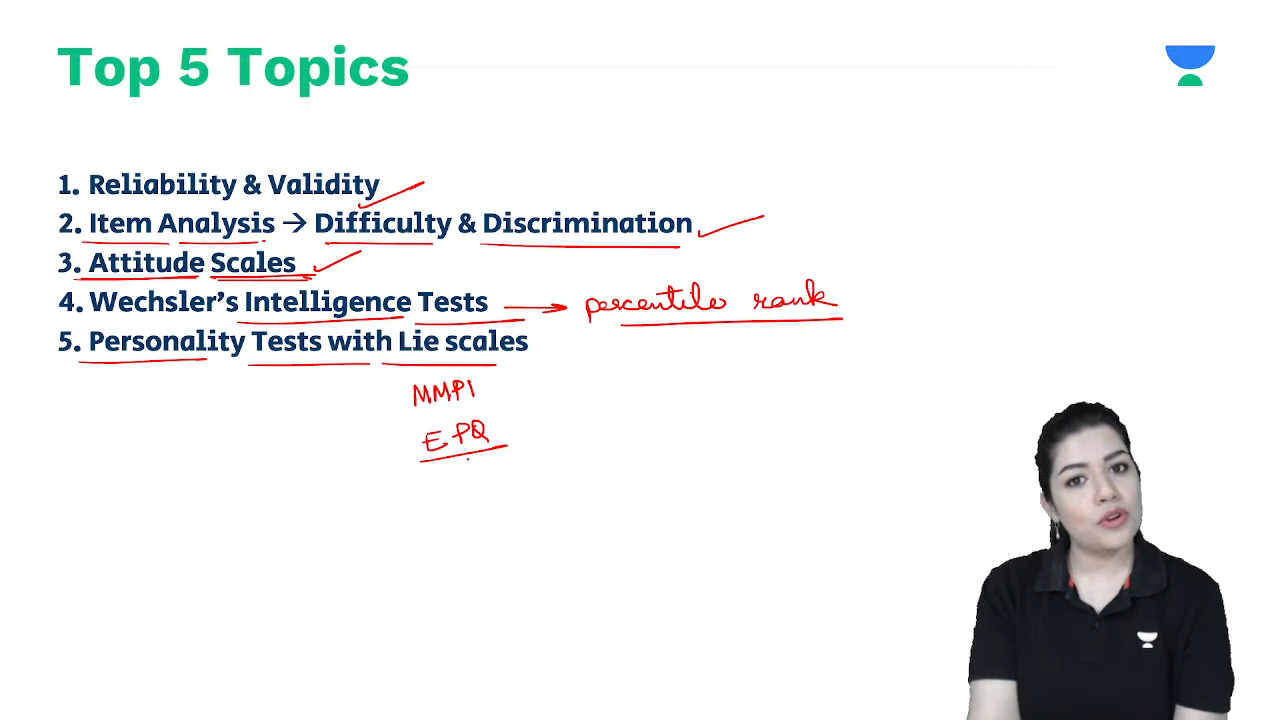 Top 5 Topics
1. Reliability & Validity
2. Item Analysis → Difficulty & Discrimination
3. Attitude Scales
4. Wechsler's Intelligence Tests → percentile rank
5. Personality Tests with Lie scales
MMPI
EPQ